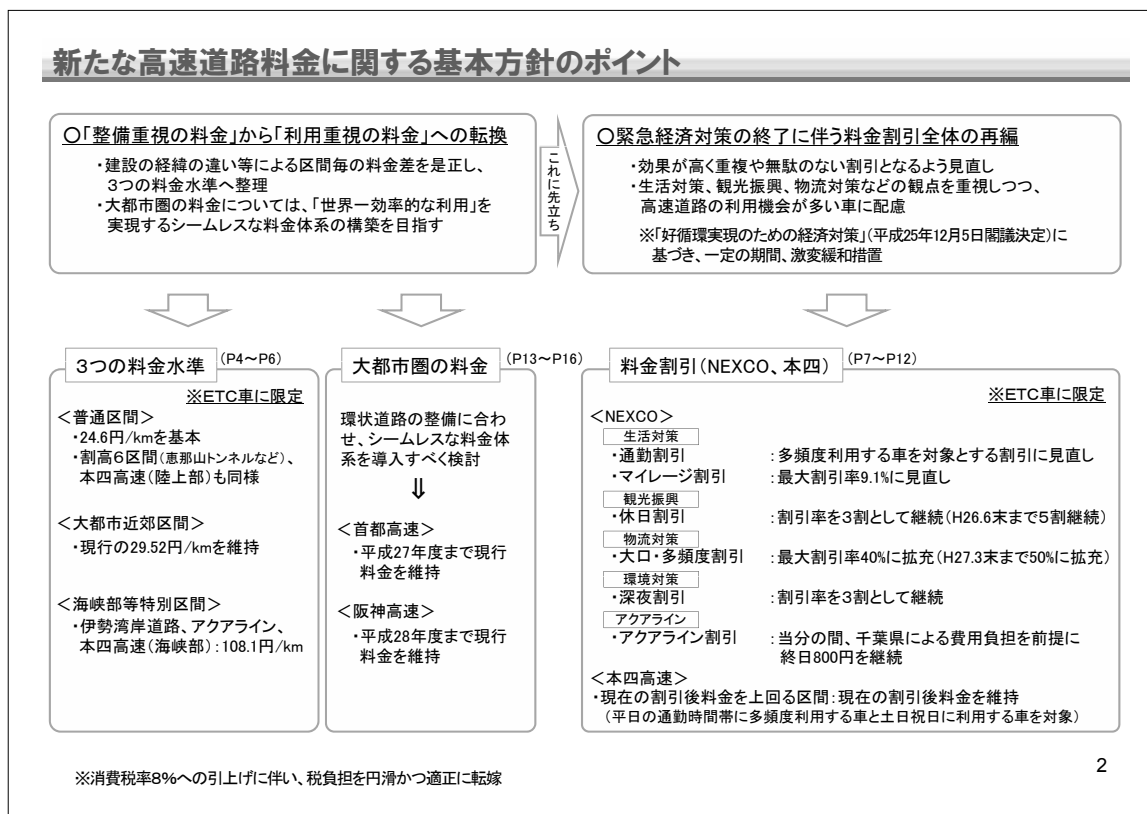 新たな高速道路料金に関する基本方針のポイント
〇「整備重視の料金」から「利用重視の料金」への転換
・建設の経緯の違い等による区間毎の料金差を是正し、
３つの料金水準へ整理
・大都市圏の料金については、「世界一効率的な利用」を
実現するシームレスな料金体系の構築を目指す
これに先立ち
〇緊急経済対策の終了に伴う料金割引全体の再編
・効果が高く重複や無駄のない割引となるよう見直し
・生活対策、観光振興、物流対策などの観点を重視しつつ、
高速道路の利用機会が多い車に配慮
※「好循環実現のための経済対策」(平成25年12月5日閣議決定)に
基づき、一定の期間、激変緩和措置
３つの料金水準 (P4～P6)
※ETC車に限定
＜普通区間＞
・24.6円/kmを基本
・割高６区間(恵那山トンネルなど)、
本四高速(陸上部)も同様
＜大都市近郊区間＞
・現行の29.52円/kmを維持
＜海峡部等特別区間＞
・伊勢湾岸道路、アクアライン、
本四高速(海峡部)：108.1円/km
大都市圏の料金 (P13～P16)
環状道路の整備に合わ
せ、シームレスな料金体
系を導入すべく検討
⇓
＜首都高速＞
・平成27年度まで現行
料金を維持
＜阪神高速＞
・平成28年度まで現行
料金を維持
料金割引(NEXCO、本四) (P7～P12)
※ETC車に限定
＜NEXCO＞
生活対策
・通勤割引 ：多頻度利用する車を対象とする割引に見直し
・マイレージ割引 ：最大割引率9.1%に見直し
観光振興
・休日割引 ：割引率を３割として継続(H26.6末まで５割継続)
物流対策
・大口・多頻度割引 ：最大割引率40%に拡充(H27.3末まで50%に拡充)
環境対策
・深夜割引 ：割引率を３割として継続
アクアライン
・アクアライン割引 ：当分の間、千葉県による費用負担を前提に
終日800円を継続
＜本四高速＞
・現在の割引後料金を上回る区間：現在の割引後料金を維持
(平日の通勤時間帯に多頻度利用する車と土日祝日に利用する車を対象)
※消費税率８％への引上げに伴い、税負担を円滑かつ適正に転嫁
2